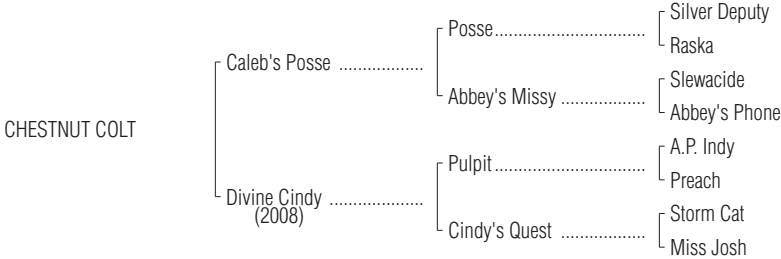 Silver Deputy
Posse..................................
Raska
Caleb's Posse ...................
Slewacide
Abbey's Missy ...................
Abbey's Phone
CHESTNUT COLT
A.P. Indy
Pulpit..................................
Preach
Divine Cindy .....................
(2008)
Storm Cat
Cindy's Quest ...................
Miss Josh